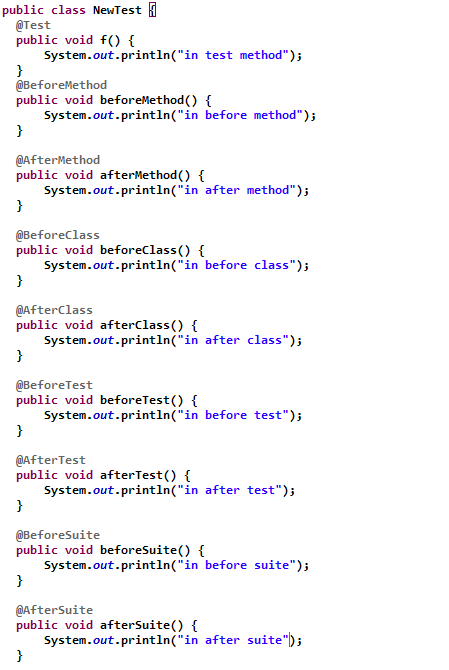 public class NewTest {
  @Test
  public void f() {
      System.out.println("in test method");
  }
  @BeforeMethod
  public void beforeMethod() {
      System.out.println("in before method");
  }

  @AfterMethod
  public void afterMethod() {
      System.out.println("in after method");
  }

  @BeforeClass
  public void beforeClass() {
      System.out.println("in before class");
  }

  @AfterClass
  public void afterClass() {
      System.out.println("in after class");
  }

  @BeforeTest
  public void beforeTest() {
      System.out.println("in before test");
  }

  @AfterTest
  public void afterTest() {
      System.out.println("in after test");
  }

  @BeforeSuite
  public void beforeSuite() {
      System.out.println("in before suite");
  }

  @AfterSuite
  public void afterSuite() {
      System.out.println("in after suite");
  }